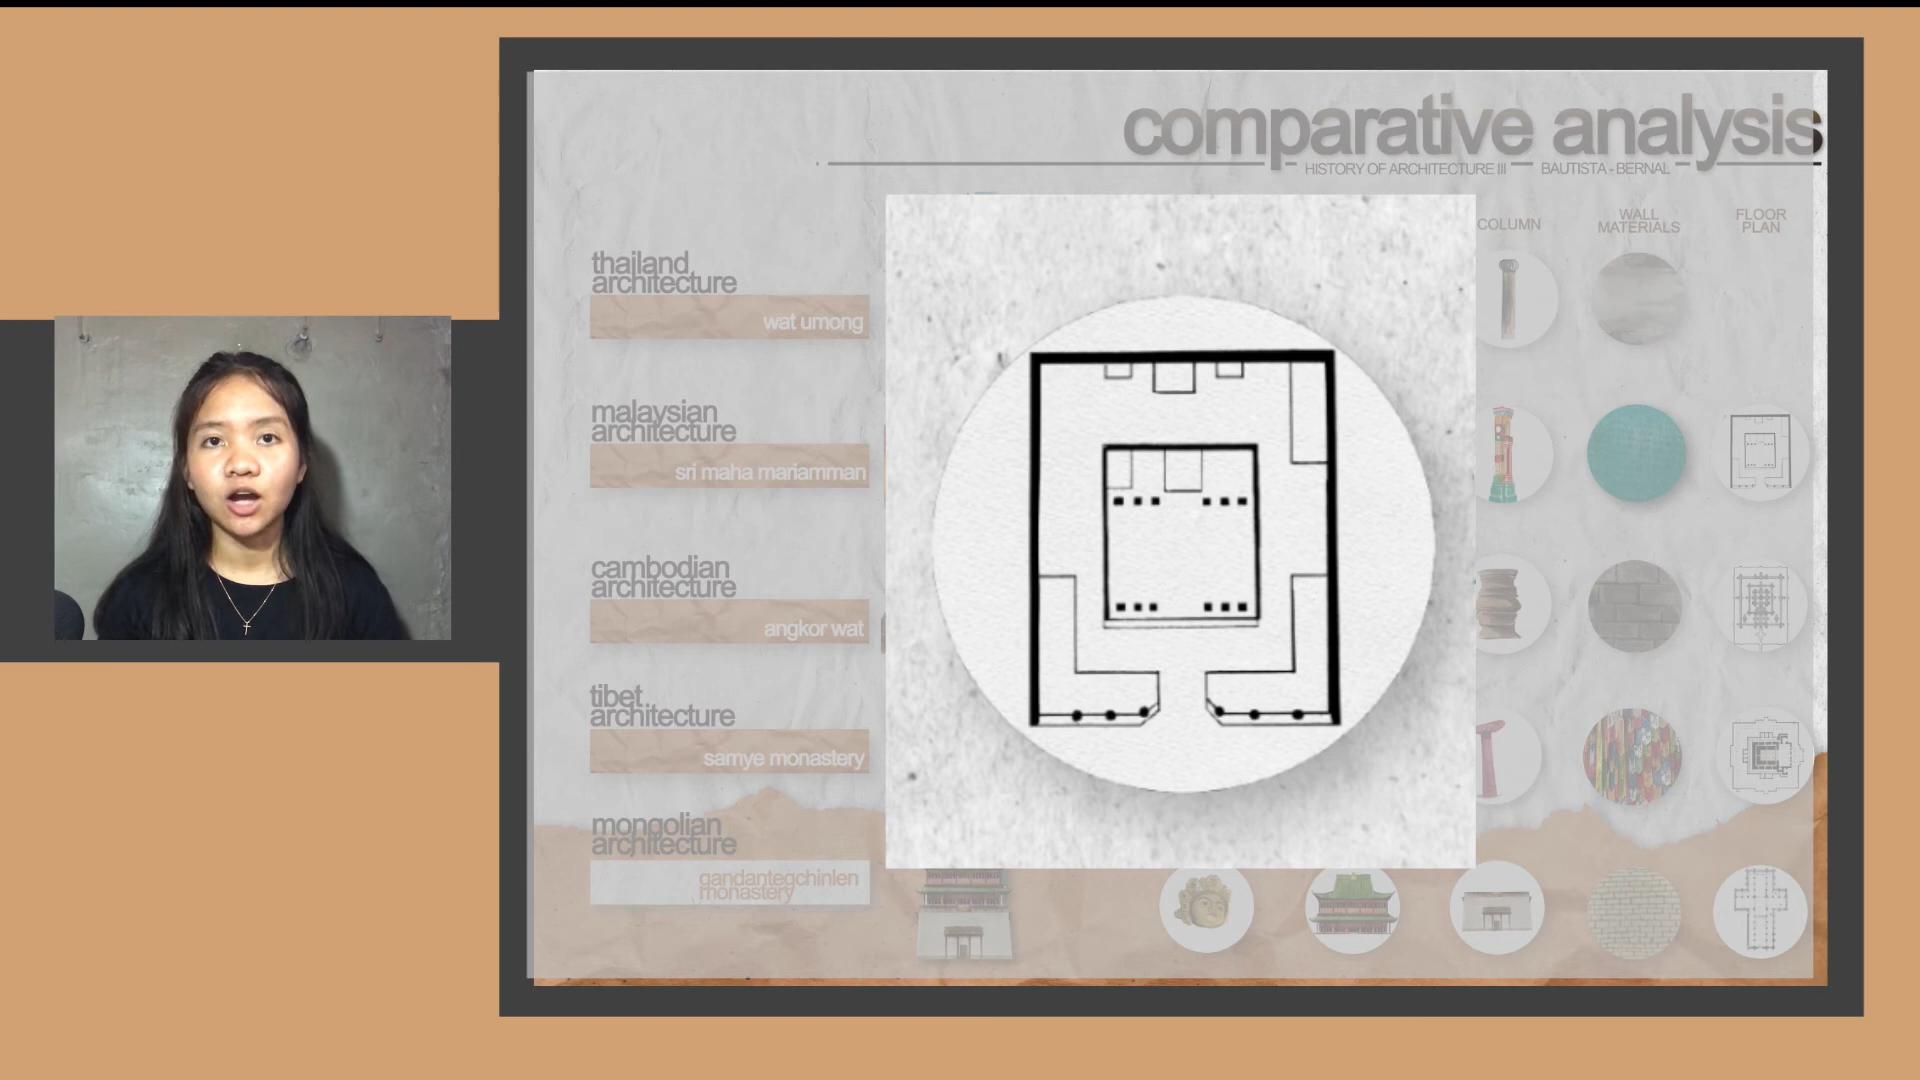 comparative analysis
HISTORY OF ARCHITECTURE III
BAUTISTA - BERNAL
COLUMN
WALL
MATERIALS
FLOOR
PLAN
thailand
architecture
wat umong
malaysian
architecture
sri maha mariamman
cambodian
architecture
angkor wat
tibet
architecture
samye monastery
mongolian
architecture
gandantegchinlen
monastery